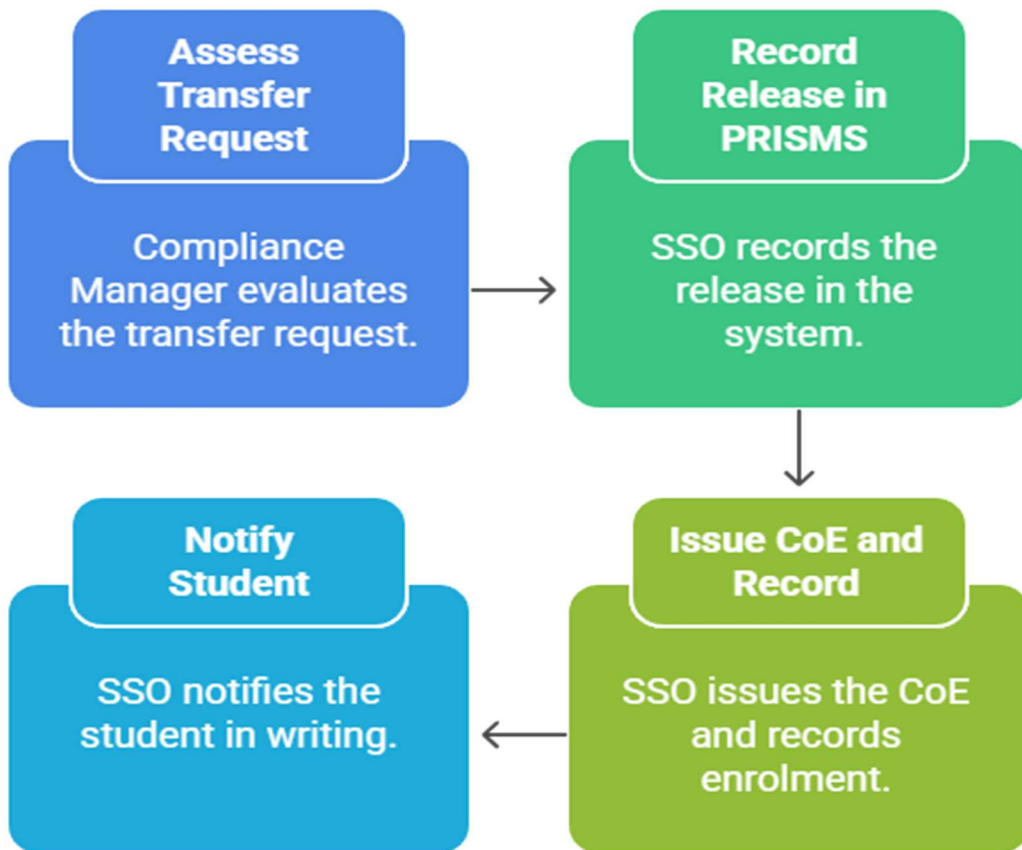 Assess
Transfer
Request
Compliance
Manager evaluates
the transfer request.
Record
Release in
PRISMS
SSO records the
release in the
system.
Issue CoE and
Record
SSO issues the CoE
and records
enrolment.
Notify
Student
SSO notifies the
student in writing.